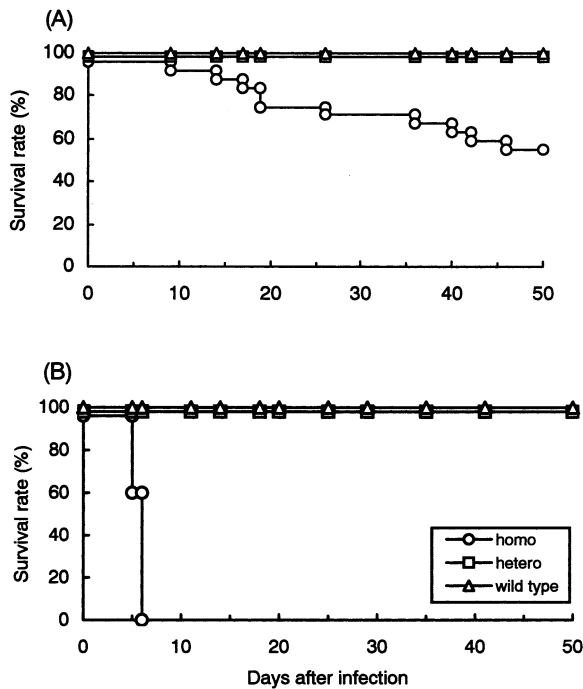 (A)
100
80
60
40
20
0
Survival rate (%)
0 10 20 30 40 50
(B)
100
80
60
40
20
0
Survival rate (%)
homo
hetero
wild type
0 10 20 30 40 50
Days after infection